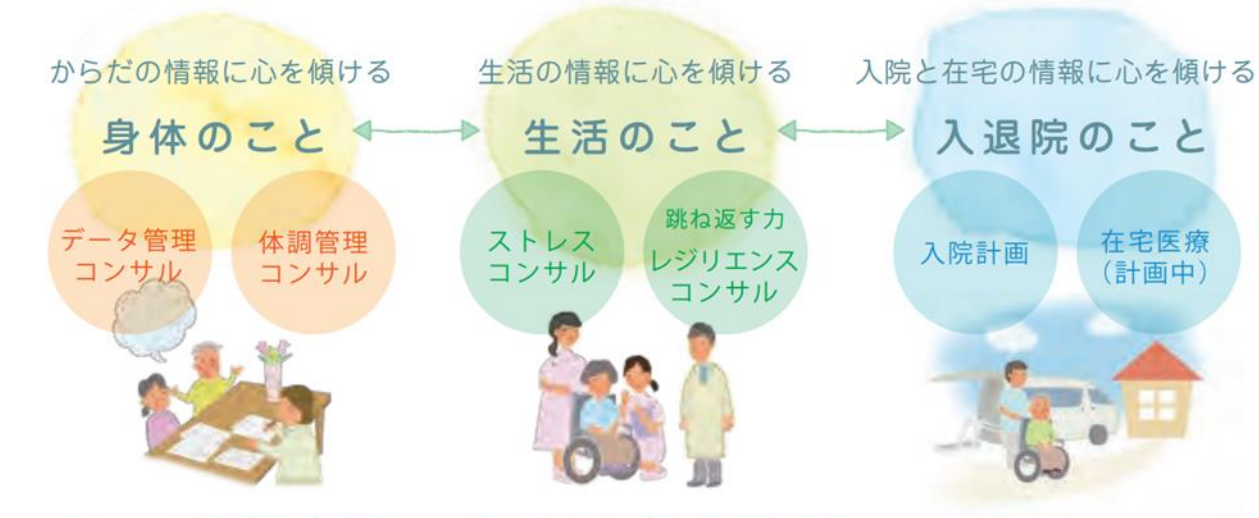 からだの情報に心を傾ける
身体のこと
データ管理
コンサル
体調管理
コンサル
生活の情報に心を傾ける
生活のこと
ストレス
コンサル
跳ね返す力
レジリエンス
コンサル
入院と在宅の情報に心を傾ける
入退院のこと
入院計画
在宅医療
（計画中）